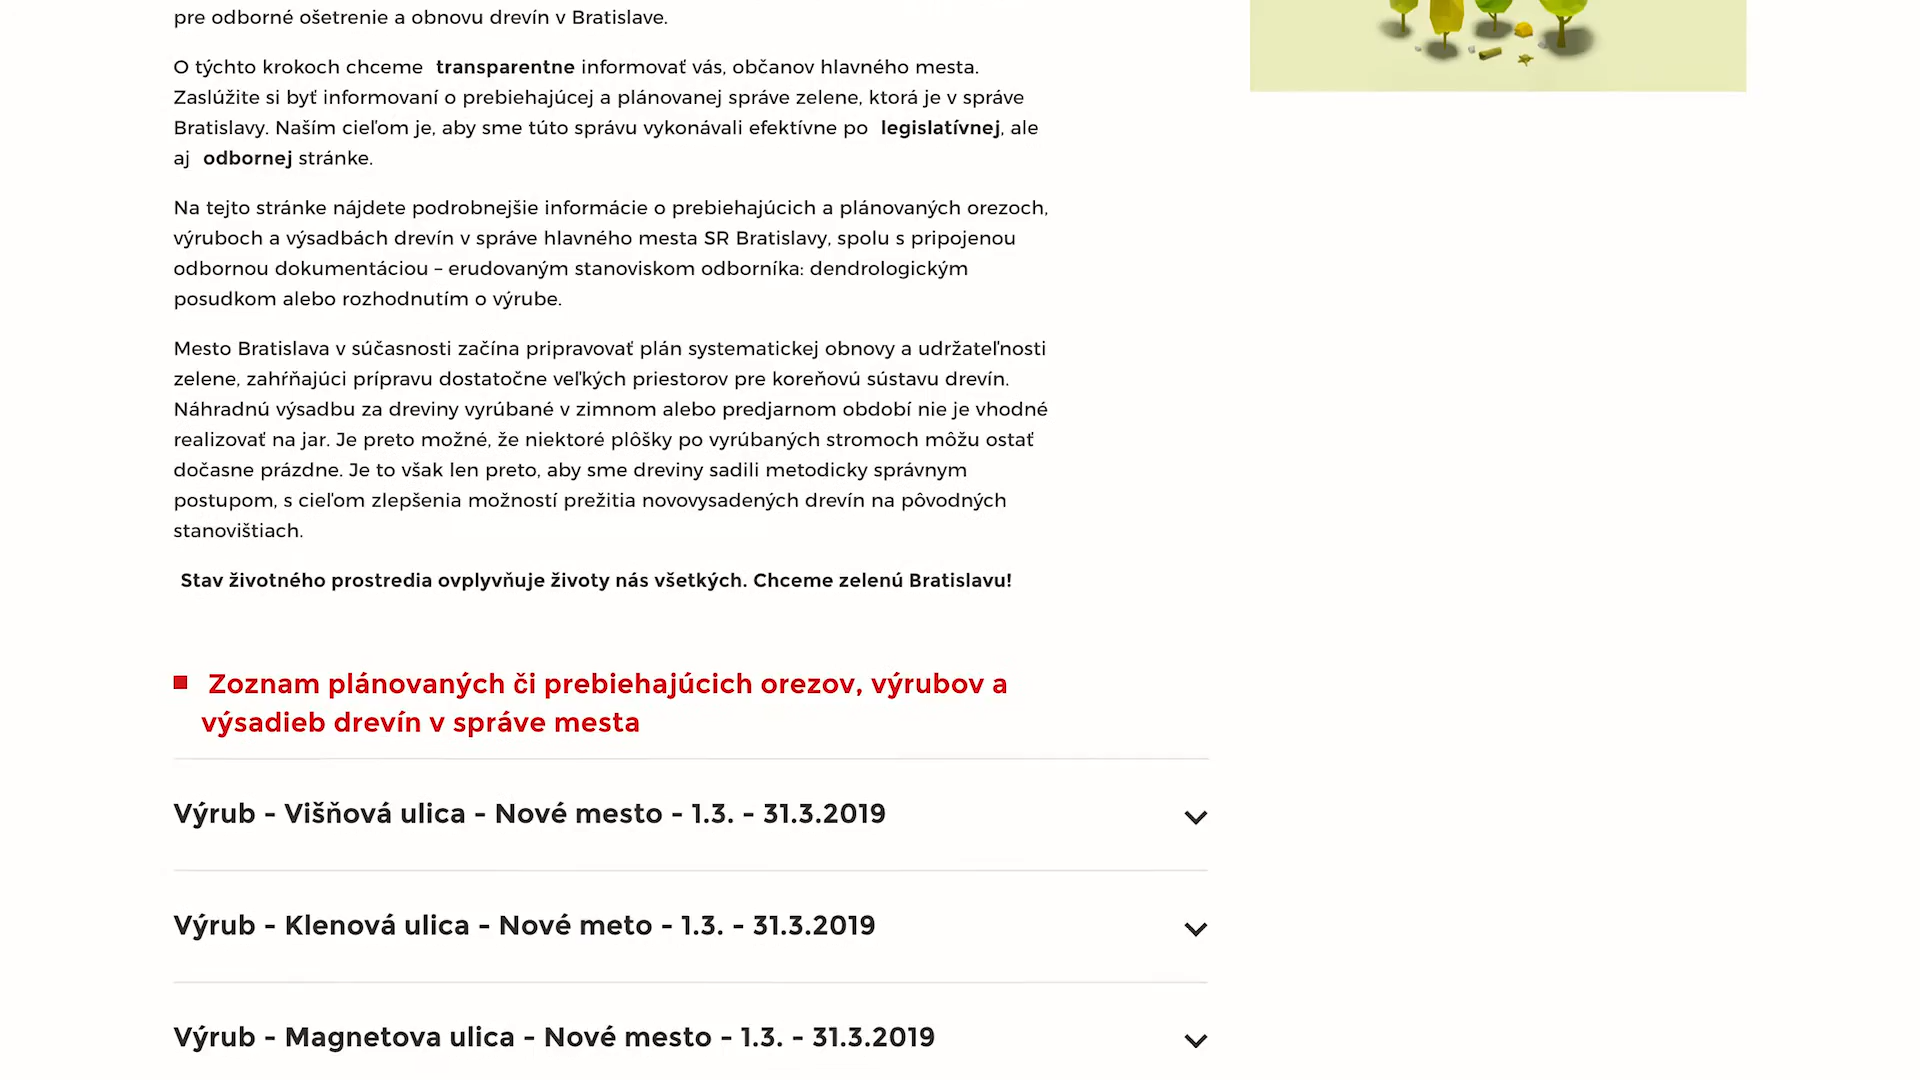 pre odborné ošetrenie a obnovu drevín v Bratislave.
O týchto krokoch chceme transparentne informovať vás, občanov hlavného mesta.
Zaslúžite si byť informovaní o prebiehajúcej a plánovanej správe zelene, ktorá je v správe
Bratislavy. Naším cieľom je, aby sme túto správu vykonávali efektívne po legislatívnej, ale
aj odbornej stránke.
Na tejto stránke nájdete podrobnejšie informácie o prebiehajúcich a plánovaných orezoch,
výruboch a výsadbách drevín v správe hlavného mesta SR Bratislavy, spolu s pripojenou
odbornou dokumentáciou – erudovaným stanoviskom odborníka: dendrologickým
posudkom alebo rozhodnutím o výrube.
Mesto Bratislava v súčasnosti začína pripravovať plán systematickej obnovy a udržateľnosti
zelene, zahŕňajúci prípravu dostatočne veľkých priestorov pre koreňovú sústavu drevín.
Náhradnú výsadbu za dreviny vyrúbané v zimnom alebo predjarnom období nie je vhodné
realizovať na jar. Je preto možné, že niektoré plôšky po vyrúbaných stromoch môžu ostať
dočasne prázdne. Je to však len preto, aby sme dreviny sadili metodicky správnym
postupom, s cieľom zlepšenia možností prežitia novovysadených drevín na pôvodných
stanovištiach.
Stav životného prostredia ovplyvňuje životy nás všetkých. Chceme zelenú Bratislavu!
Zoznam plánovaných či prebiehajúcich orezov, výrubov a
výsadieb drevín v správe mesta
Výrub - Višňová ulica - Nové mesto - 1.3. - 31.3.2019
Výrub - Klenová ulica - Nové meto - 1.3. - 31.3.2019
Výrub - Magnetova ulica - Nové mesto - 1.3. - 31.3.2019